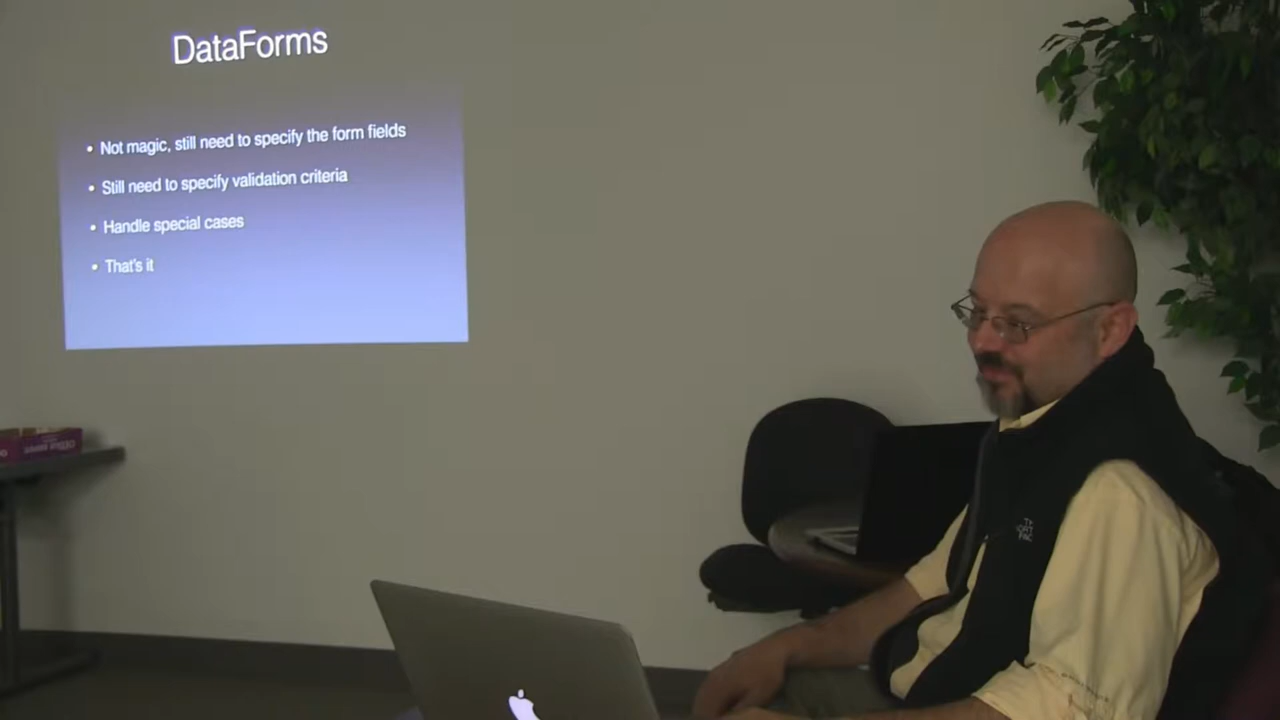 DataForms
• Not magic, still need to specify the form fields
• Still need to specify validation criteria
• Handle special cases
• That's it